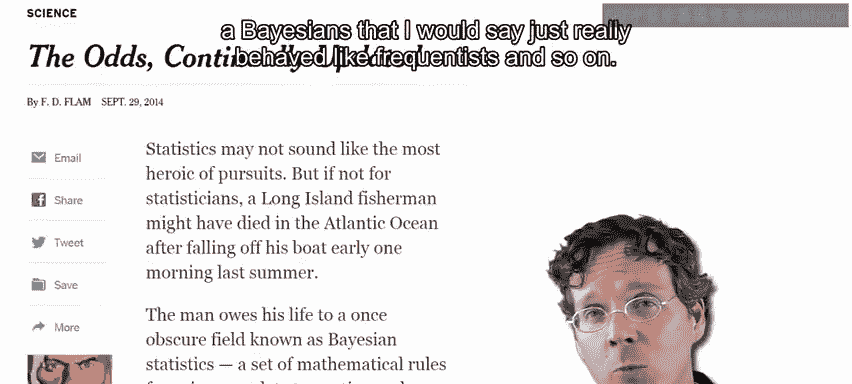 SCIENCE
a Bayesians that I would say just really
behaved like frequentists and so on.
The Odds,
By F. D. FLAM SEPT. 29, 2014
Email
Share
Tweet
Save
More
Statistics may not sound like the most
heroic of pursuits. But if not for
statisticians, a Long Island fisherman
might have died in the Atlantic Ocean
after falling off his boat early one
morning last summer.
The man owes his life to a once
obscure field known as Bayesian
statistics — a set of mathematical rules